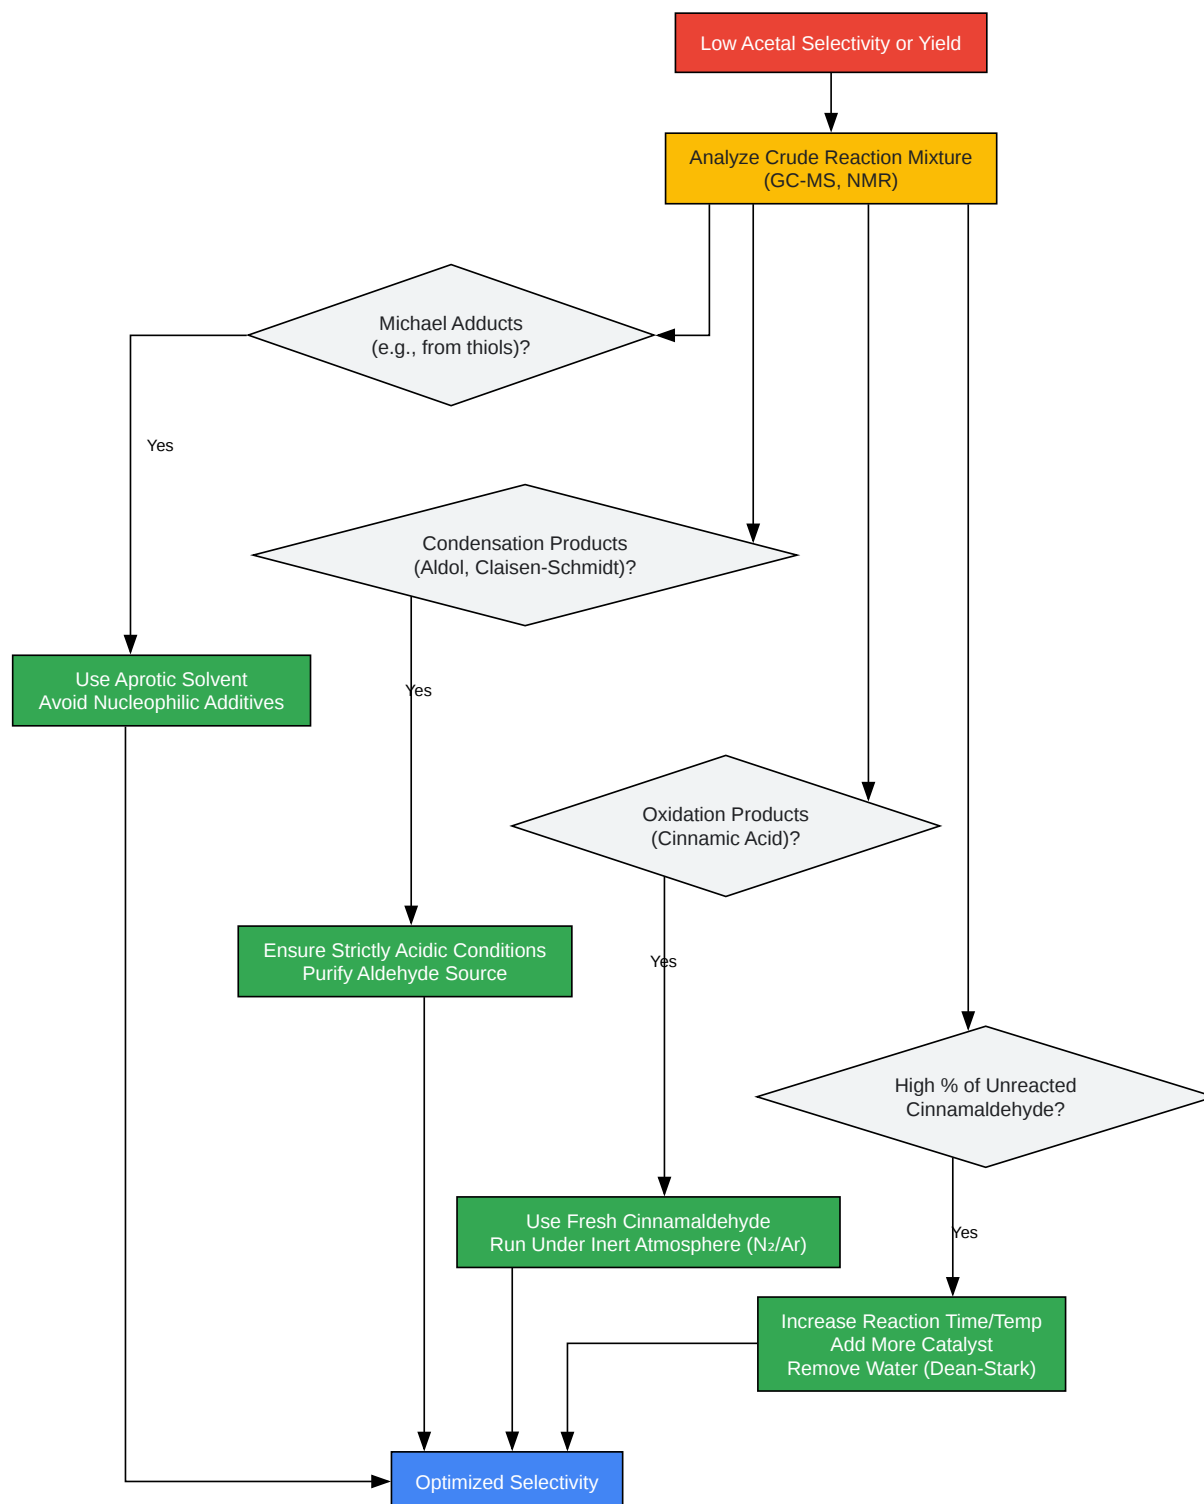 Low Acetal Selectivity or Yield
Analyze Crude Reaction Mixture
(GC-MS, NMR)
Michael Adducts
(e.g., from thiols)?
Yes
Condensation Products
(Aldol, Claisen-Schmidt)?
Use Aprotic Solvent
Avoid Nucleophilic Additives
Yes
Oxidation Products
(Cinnamic Acid)?
Ensure Strictly Acidic Conditions
Purify Aldehyde Source
Yes
High % of Unreacted
Cinnamaldehyde?
Use Fresh Cinnamaldehyde
Run Under Inert Atmosphere (N₂/Ar)
Yes
Increase Reaction Time/Temp
Add More Catalyst
Remove Water (Dean-Stark)
Optimized Selectivity